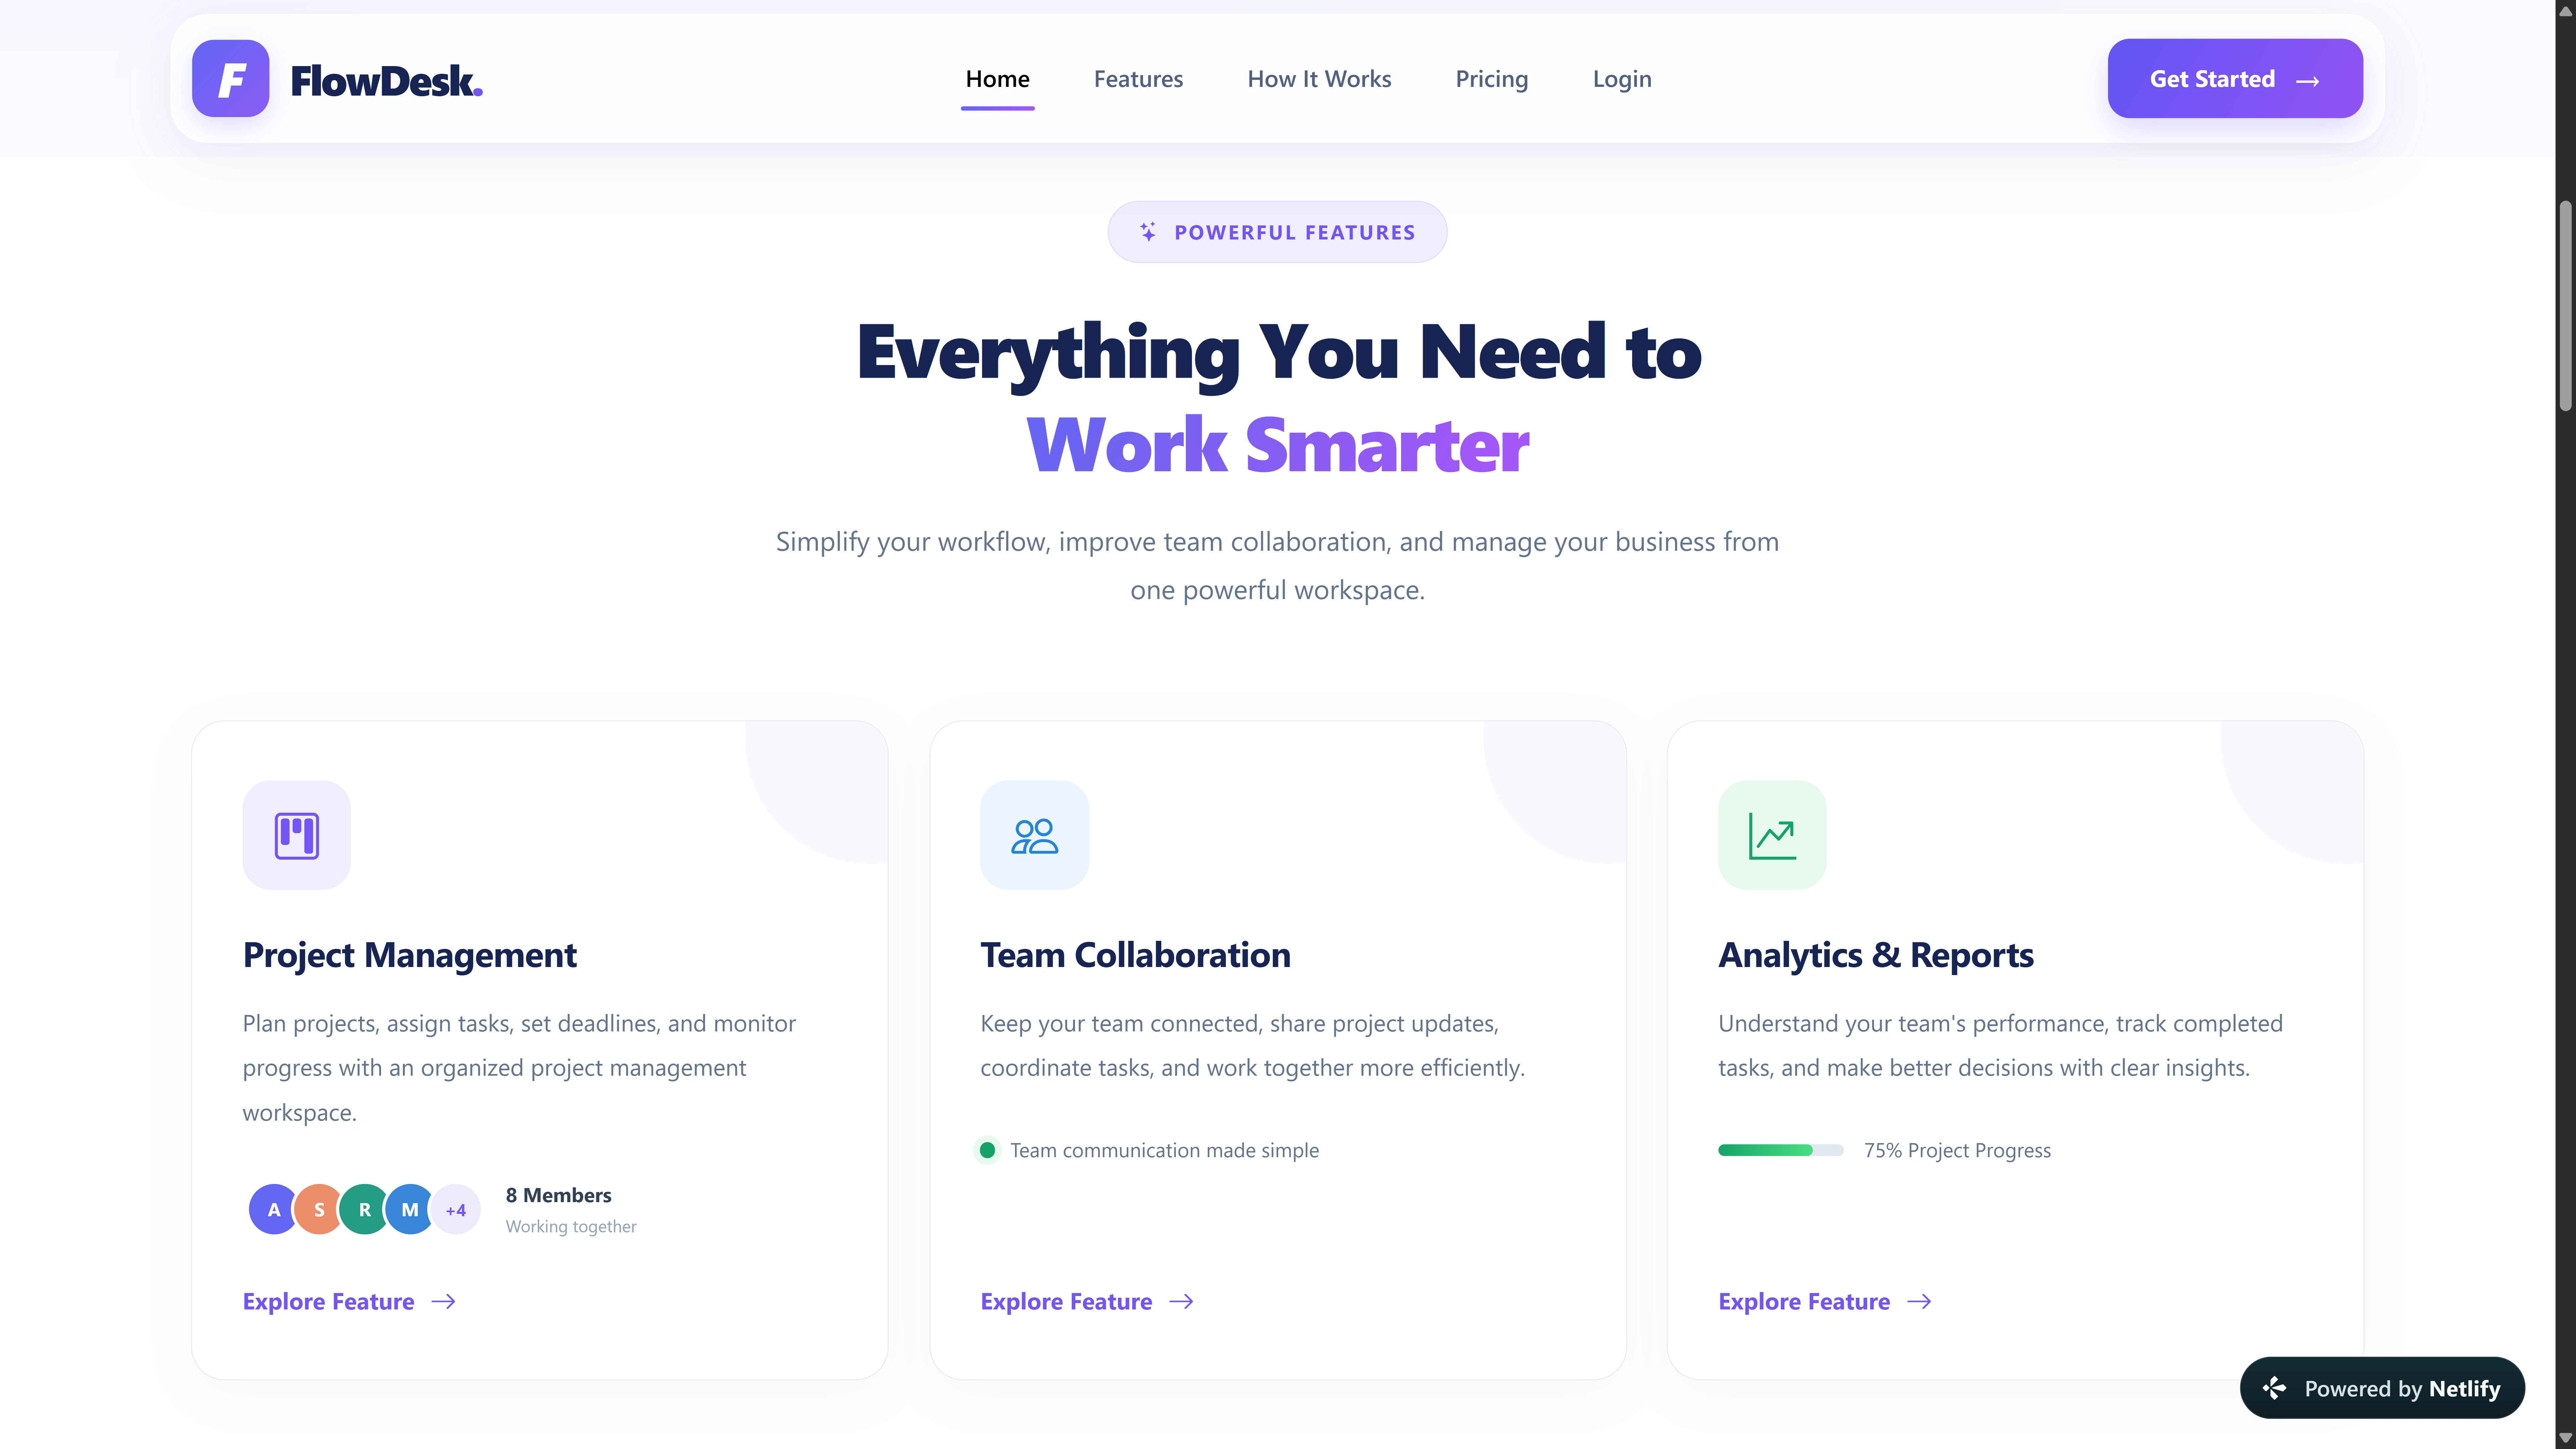 F FlowDesk.
Home Features How It Works Pricing Login
Get Started →
POWERFUL FEATURES
Everything You Need to
Work Smarter
Simplify your workflow, improve team collaboration, and manage your business from
one powerful workspace.
Project Management
Plan projects, assign tasks, set deadlines, and monitor
progress with an organized project management
workspace.
A S R M +4
8 Members
Working together
Explore Feature →
Team Collaboration
Keep your team connected, share project updates,
coordinate tasks, and work together more efficiently.
Team communication made simple
Explore Feature →
Analytics & Reports
Understand your team's performance, track completed
tasks, and make better decisions with clear insights.
75% Project Progress
Explore Feature →
Powered by Netlify